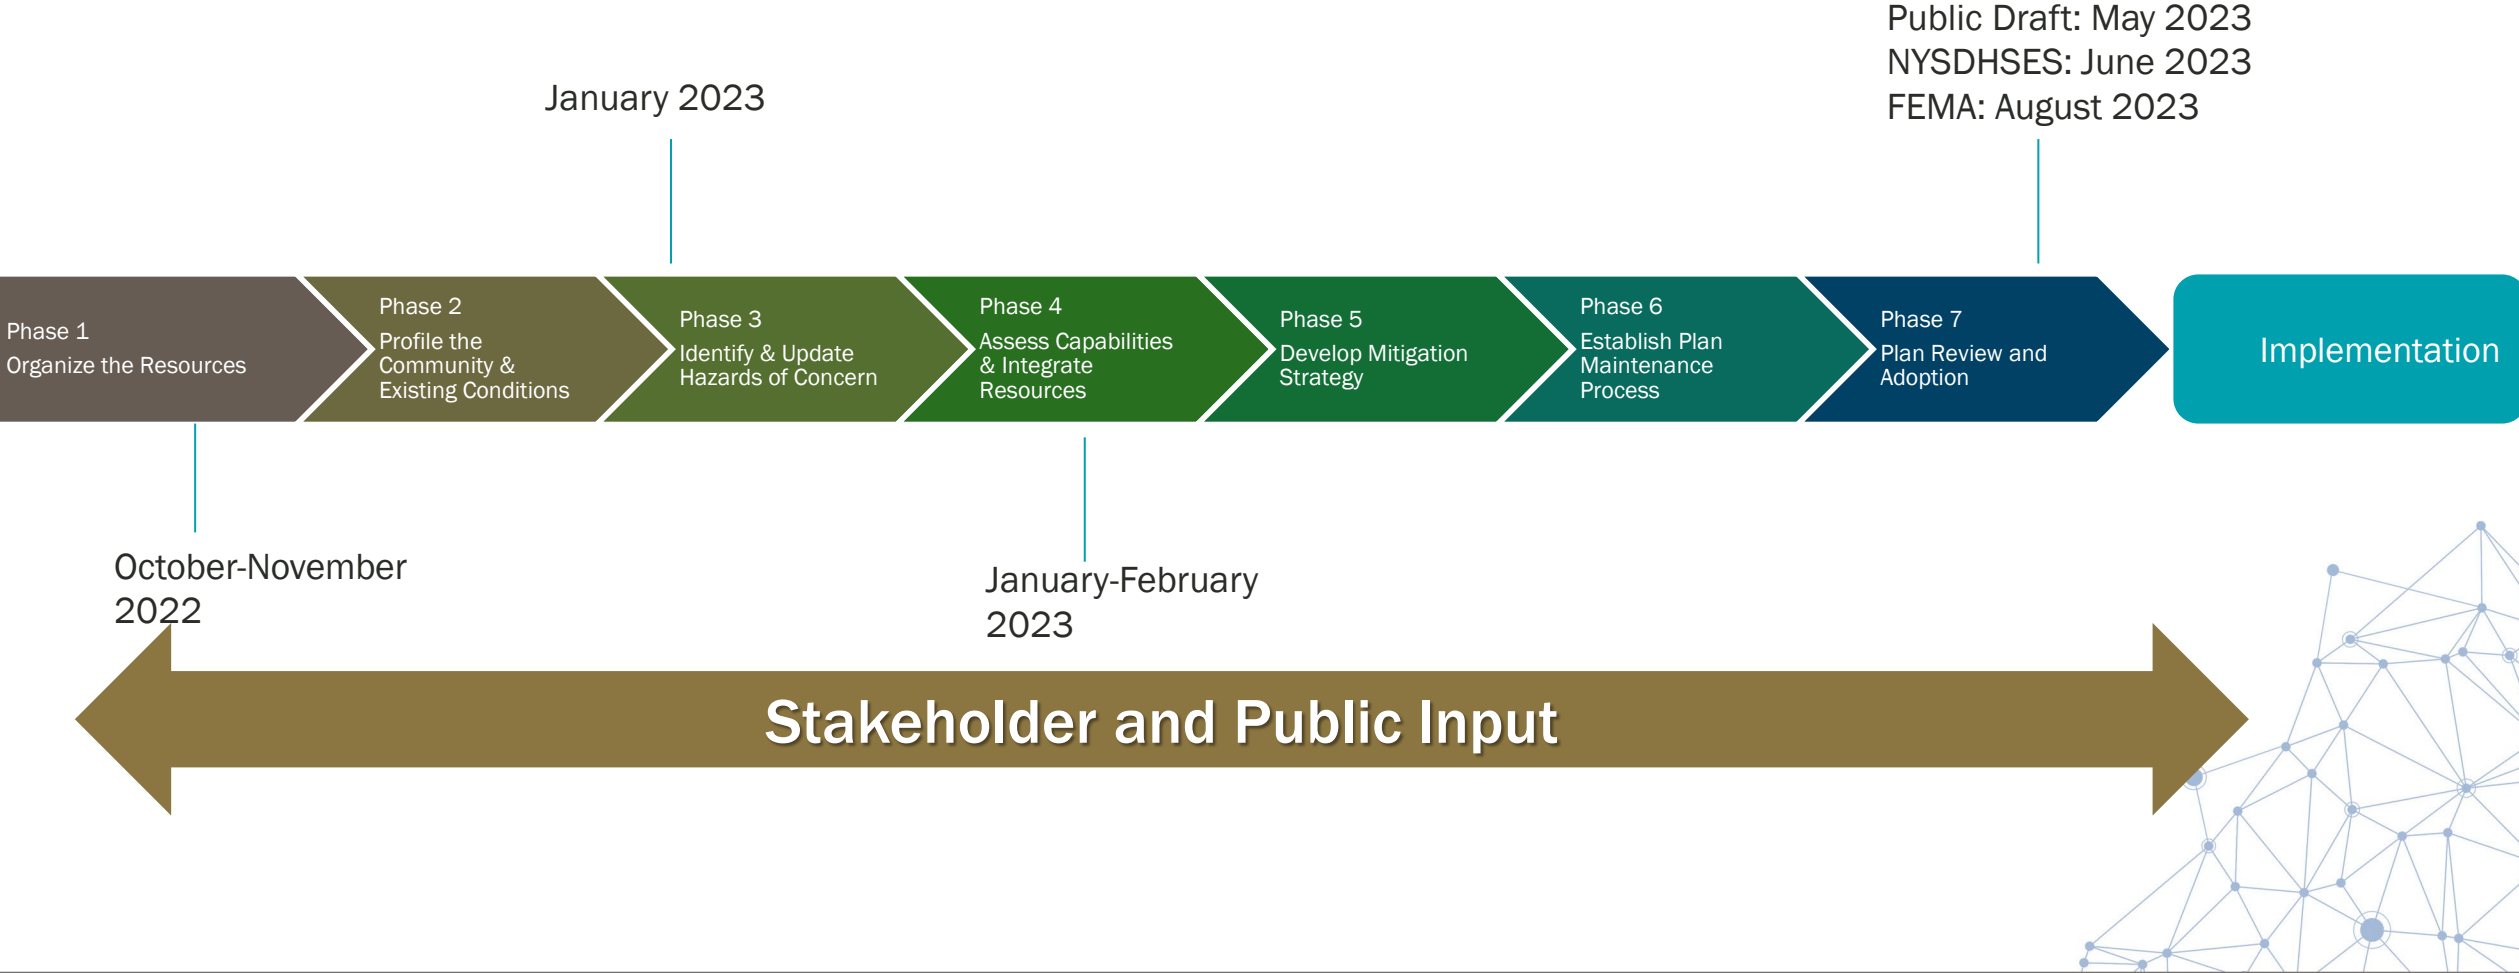 Public Draft: May 2023
NYSDHSES: June 2023
FEMA: August 2023
January 2023
Phase 1
Organize the Resources
Phase 2
Profile the
Community &
Existing Conditions
Phase 3
Identify & Update
Hazards of Concern
Phase 4
Assess Capabilities
& Integrate
Resources
Phase 5
Develop Mitigation
Strategy
Phase 6
Establish Plan
Maintenance
Process
Phase 7
Plan Review and
Adoption
Implementation
October-November
2022
January-February
2023
Stakeholder and Public Input